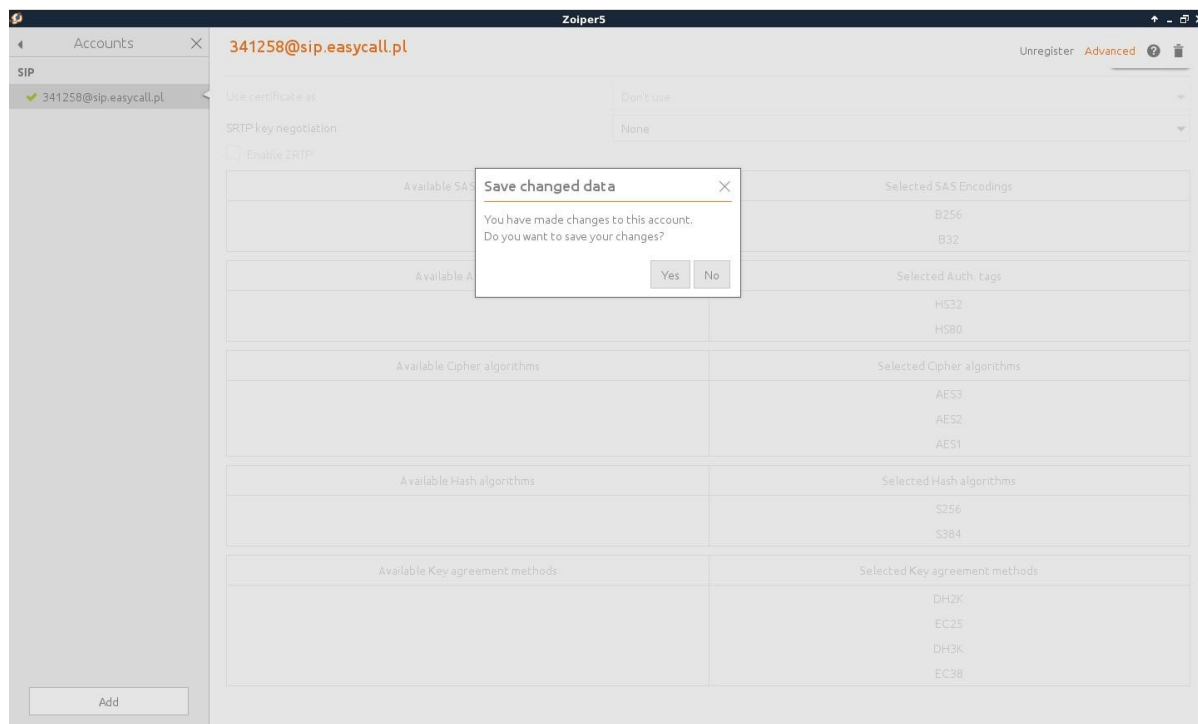 Zoiper5
Accounts
341258@sip.easycall.pl
Unregister Advanced
SIP
341258@sip.easycall.pl
Use certificate as Don't use
SRTP key negotiation None
Enable ZRTP
Available SAS Selected SAS Encodings
B256
B32
Save changed data
You have made changes to this account.
Do you want to save your changes?
Yes No
Available A Selected Auth. tags
HS32
HS80
Available Cipher algorithms Selected Cipher algorithms
AES3
AES2
AES1
Available Hash algorithms Selected Hash algorithms
S256
S384
Available Key agreement methods Selected Key agreement methods
DH2K
EC25
DH3K
EC38
Add